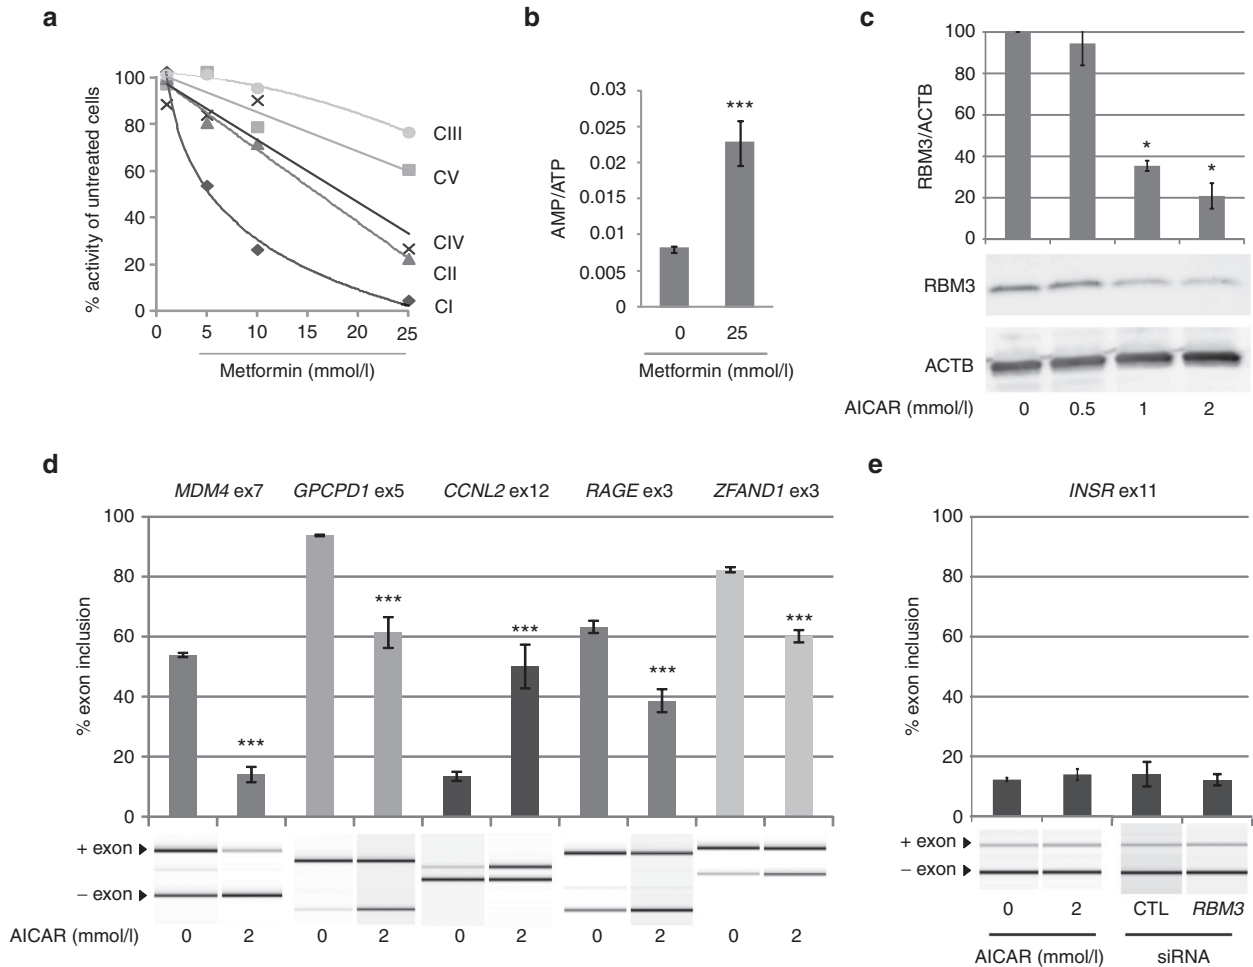 a
% activity of untreated cells
100
80
60
40
20
0
0 5 10 15 20 25
Metformin (mmol/l)
CIII
CV
CIV
CII
CI
b
AMP/ATP
0.03
0.025
0.02
0.015
0.01
0.005
0
***
0 25
Metformin (mmol/l)
c
RBM3/ACTB
100
80
60
40
20
0
*
*
RBM3
ACTB
AICAR (mmol/l) 0 0.5 1 2
d
MDM4 ex7 GPCPD1 ex5 CCNL2 ex12 RAGE ex3 ZFAND1 ex3
% exon inclusion
100
80
60
40
20
0
***
***
***
***
***
+ exon
− exon
AICAR (mmol/l) 0 2 0 2 0 2 0 2 0 2
e
INSR ex11
% exon inclusion
100
80
60
40
20
0
+ exon
− exon
0 2 CTL RBM3
AICAR (mmol/l) siRNA